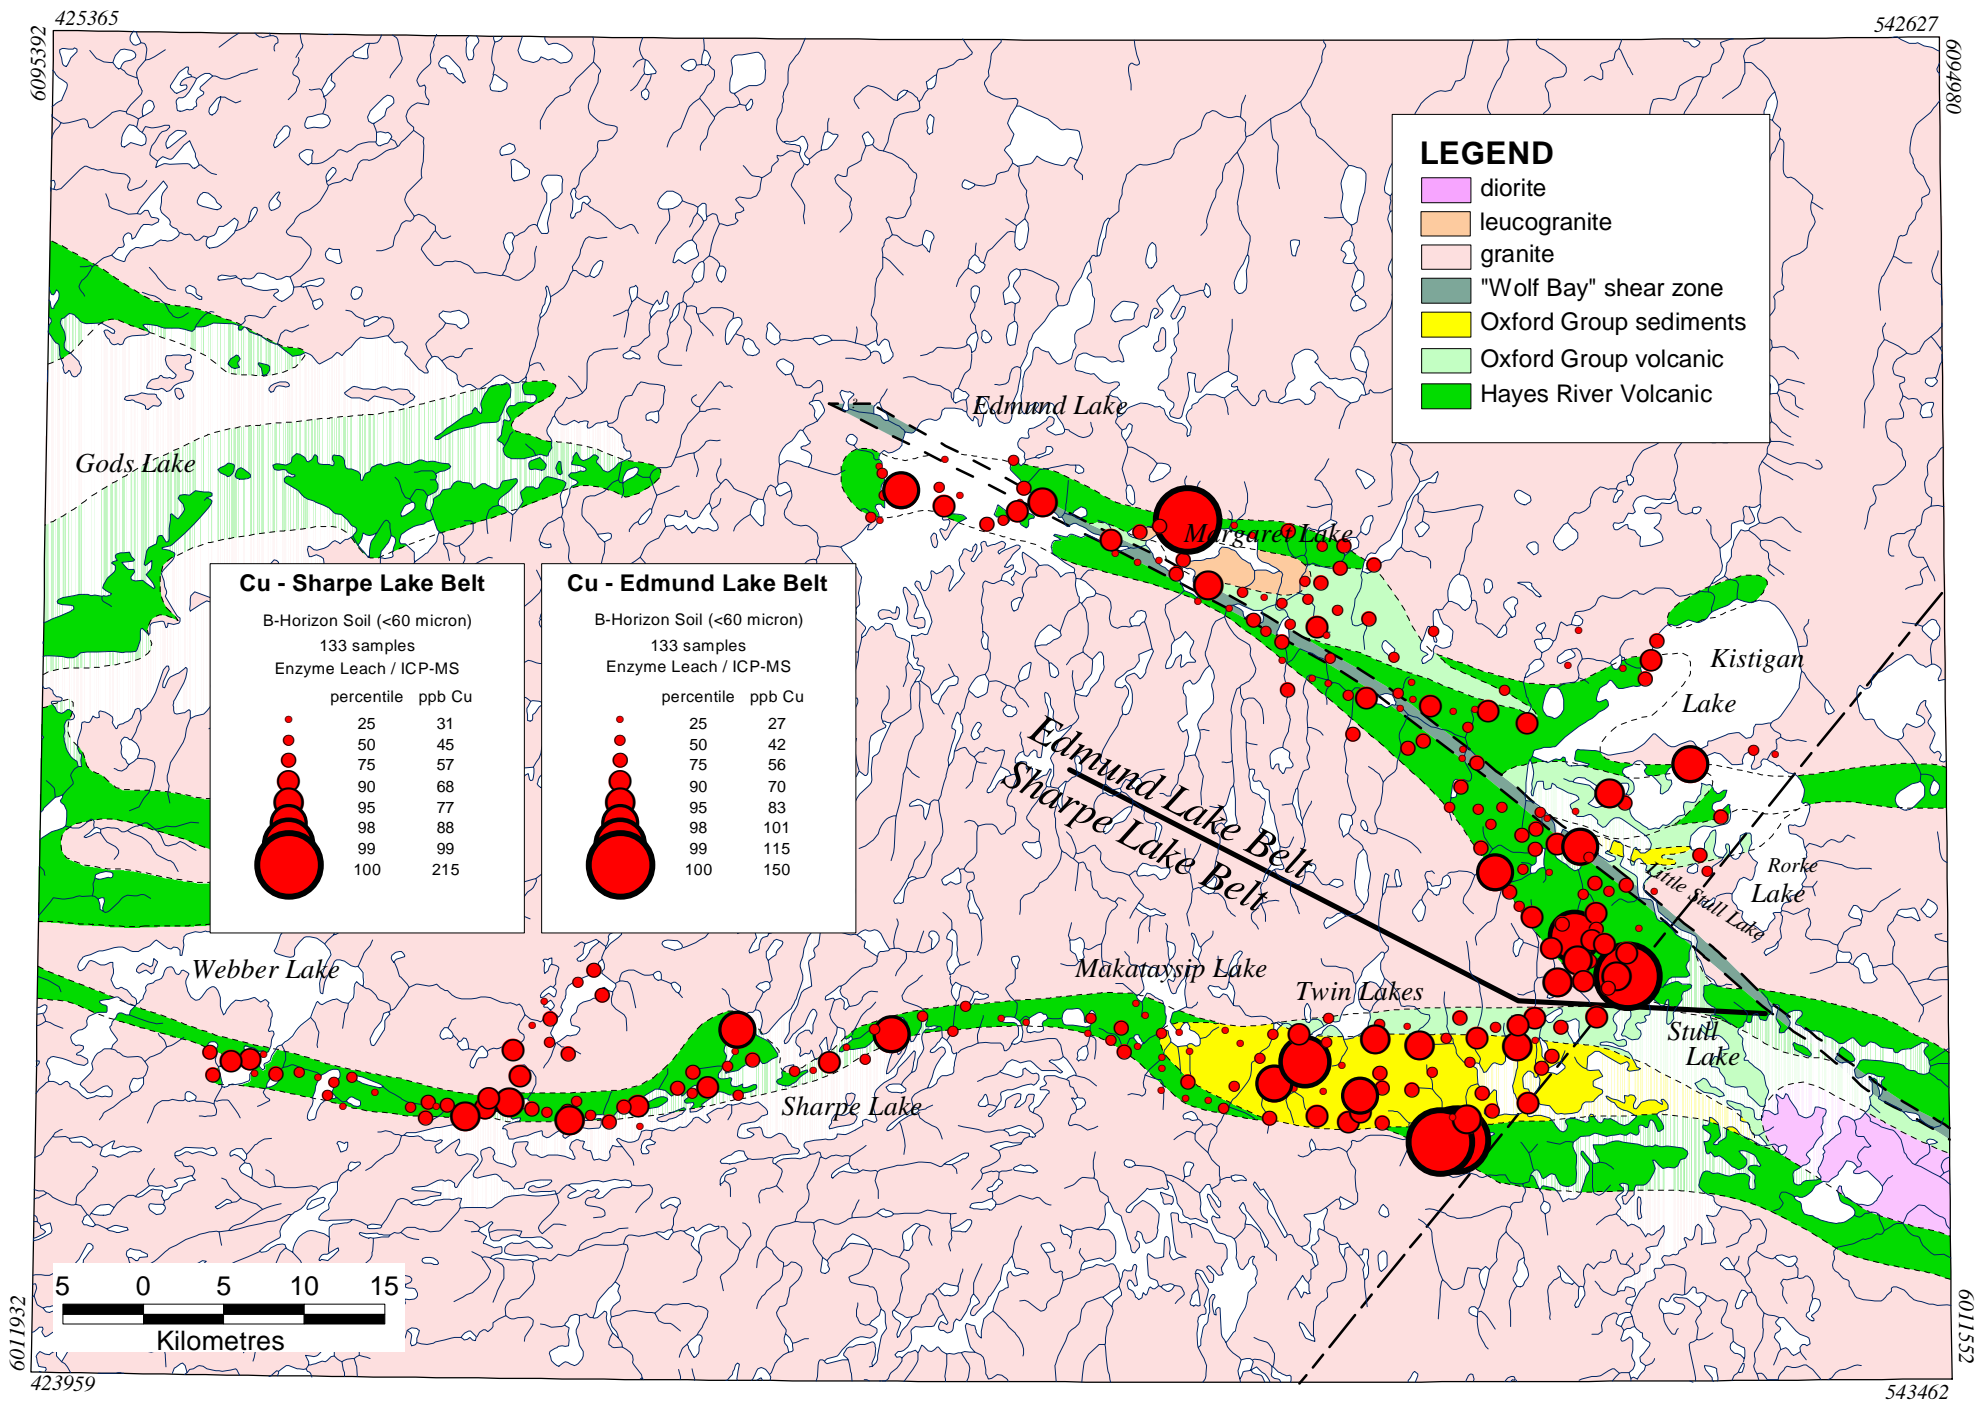 425365
542627
6095392
6094980
LEGEND
diorite
leucogranite
granite
"Wolf Bay" shear zone
Oxford Group sediments
Oxford Group volcanic
Hayes River Volcanic
Edmund Lake
Gods Lake
Margaret Lake
Cu - Sharpe Lake Belt
B-Horizon Soil (<60 micron)
133 samples
Enzyme Leach / ICP-MS
percentile ppb Cu
25 31
50 45
75 57
90 68
95 77
98 88
99 99
100 215
Cu - Edmund Lake Belt
B-Horizon Soil (<60 micron)
133 samples
Enzyme Leach / ICP-MS
percentile ppb Cu
25 27
50 42
75 56
90 70
95 83
98 101
99 115
100 150
Kistigan
Lake
Edmund Lake Belt
Sharpe Lake Belt
Rorke
Lake
Little Stull Lake
Webber Lake
Makataysip Lake
Twin Lakes
Stull
Lake
Sharpe Lake
5 0 5 10 15
Kilometres
6011932
423959
6011552
543462